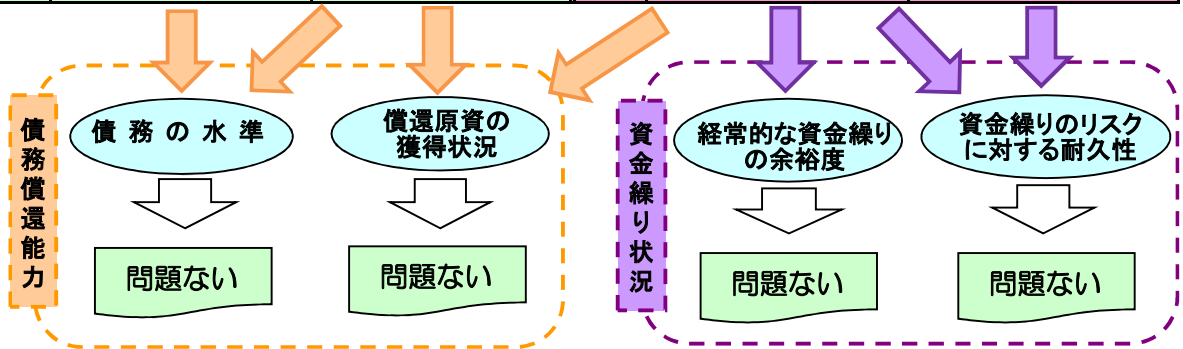 債務償還能力
債務の水準
償還原資の
獲得状況
問題ない
問題ない
資金繰り状況
経常的な資金繰り
の余裕度
資金繰りのリスク
に対する耐久性
問題ない
問題ない